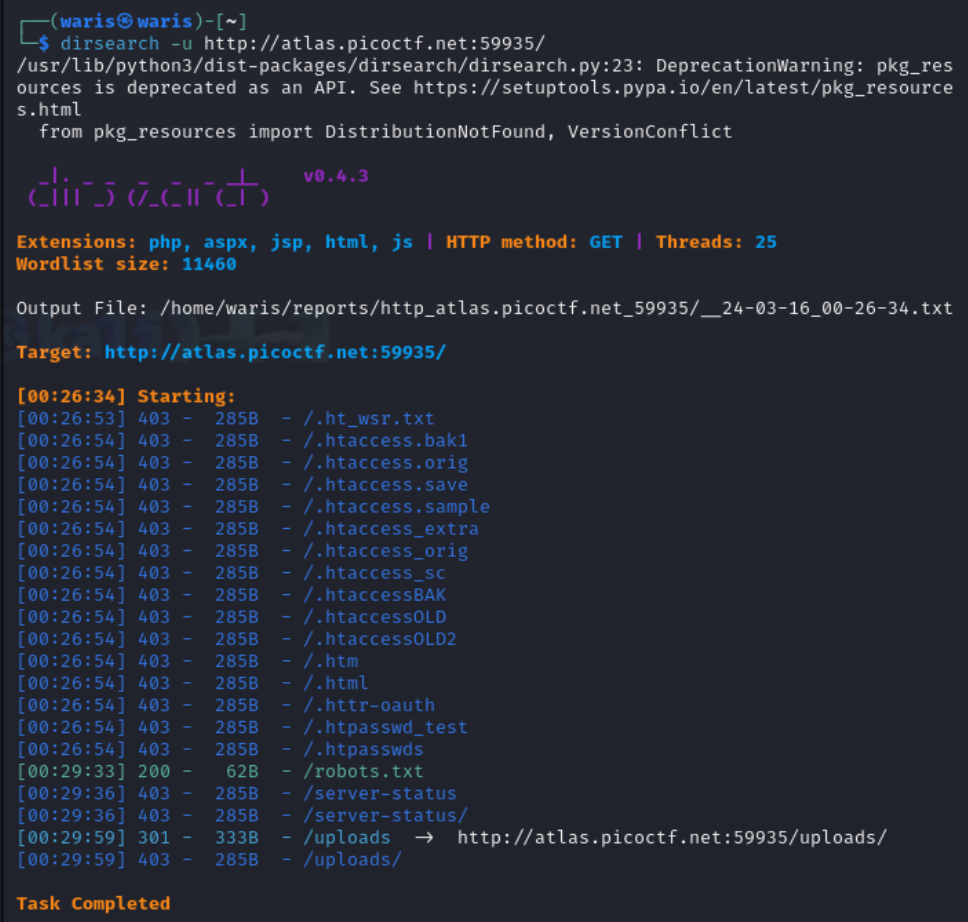 ┌──(waris㉿waris)-[~]
└─$ dirsearch -u http://atlas.picoctf.net:59935/
/usr/lib/python3/dist-packages/dirsearch/dirsearch.py:23: DeprecationWarning: pkg_res
ources is deprecated as an API. See https://setuptools.pypa.io/en/latest/pkg_resource
s.html
  from pkg_resources import DistributionNotFound, VersionConflict
  _|. _ _  _  _  _ _|_    v0.4.3
 (_||| _) (/_(_|| (_| )
Extensions: php, aspx, jsp, html, js | HTTP method: GET | Threads: 25
Wordlist size: 11460
Output File: /home/waris/reports/http_atlas.picoctf.net_59935/__24-03-16_00-26-34.txt
Target: http://atlas.picoctf.net:59935/
[00:26:34] Starting:
[00:26:53] 403 -  285B  - /.ht_wsr.txt
[00:26:54] 403 -  285B  - /.htaccess.bak1
[00:26:54] 403 -  285B  - /.htaccess.orig
[00:26:54] 403 -  285B  - /.htaccess.save
[00:26:54] 403 -  285B  - /.htaccess.sample
[00:26:54] 403 -  285B  - /.htaccess_extra
[00:26:54] 403 -  285B  - /.htaccess_orig
[00:26:54] 403 -  285B  - /.htaccess_sc
[00:26:54] 403 -  285B  - /.htaccessBAK
[00:26:54] 403 -  285B  - /.htaccessOLD
[00:26:54] 403 -  285B  - /.htaccessOLD2
[00:26:54] 403 -  285B  - /.htm
[00:26:54] 403 -  285B  - /.html
[00:26:54] 403 -  285B  - /.httr-oauth
[00:26:54] 403 -  285B  - /.htpasswd_test
[00:26:54] 403 -  285B  - /.htpasswds
[00:29:33] 200 -   62B  - /robots.txt
[00:29:36] 403 -  285B  - /server-status
[00:29:36] 403 -  285B  - /server-status/
[00:29:59] 301 -  333B  - /uploads  →  http://atlas.picoctf.net:59935/uploads/
[00:29:59] 403 -  285B  - /uploads/
Task Completed